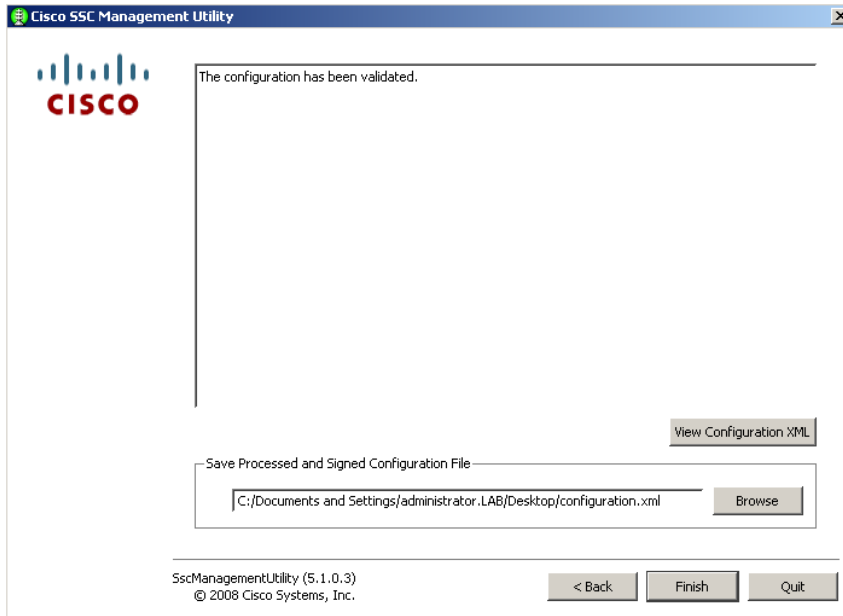 Cisco SSC Management Utility
CISCO
The configuration has been validated.
View Configuration XML
Save Processed and Signed Configuration File
C:/Documents and Settings/administrator.LAB/Desktop/configuration.xml
Browse
SscManagementUtility (5.1.0.3)
© 2008 Cisco Systems, Inc.
< Back
Finish
Quit